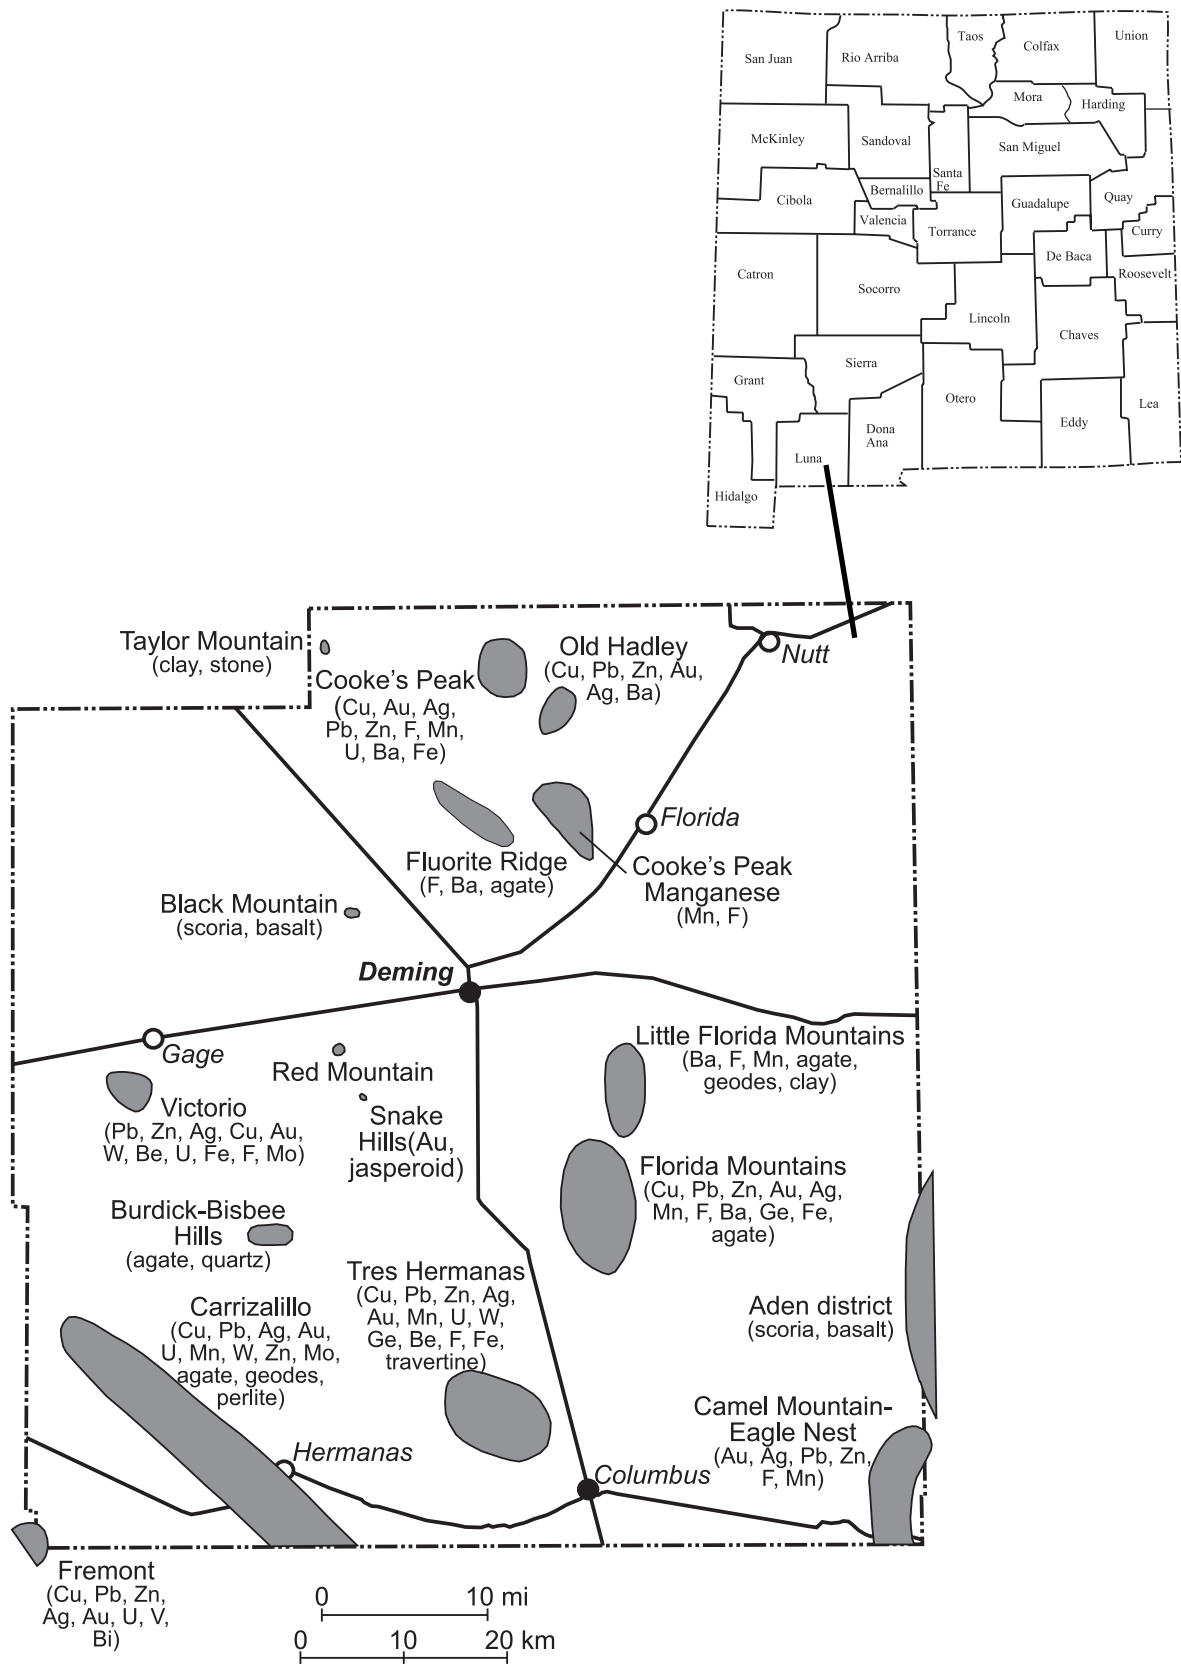 Taos
Union
Colfax
San Juan
Rio Arriba
Mora
Harding
McKinley
Sandoval
San Miguel
Santa
Fe
Bernalillo
Cibola
Guadalupe
Quay
Valencia
Torrance
Curry
De Baca
Catron
Roosevelt
Socorro
Lincoln
Chaves
Sierra
Grant
Otero
Lea
Eddy
Dona
Ana
Luna
Hidalgo
Taylor Mountain
(clay, stone)
Old Hadley
(Cu, Pb, Zn, Au,
Ag, Ba)
Nutt
Cooke's Peak
(Cu, Au, Ag,
Pb, Zn, F, Mn,
U, Ba, Fe)
Florida
Fluorite Ridge
(F, Ba, agate)
Cooke's Peak
Manganese
(Mn, F)
Black Mountain
(scoria, basalt)
Deming
Gage
Little Florida Mountains
(Ba, F, Mn, agate,
geodes, clay)
Red Mountain
Victorio
(Pb, Zn, Ag, Cu, Au,
W, Be, U, Fe, F, Mo)
Snake
Hills(Au,
jasperoid)
Florida Mountains
(Cu, Pb, Zn, Au, Ag,
Mn, F, Ba, Ge, Fe,
agate)
Burdick-Bisbee
Hills
(agate, quartz)
Tres Hermanas
(Cu, Pb, Zn, Ag,
Au, Mn, U, W,
Ge, Be, F, Fe,
travertine)
Carrizalillo
(Cu, Pb, Ag, Au,
U, Mn, W, Zn, Mo,
agate, geodes,
perlite)
Aden district
(scoria, basalt)
Camel Mountain-
Eagle Nest
(Au, Ag, Pb, Zn,
F, Mn)
Hermanas
Columbus
Fremont
(Cu, Pb, Zn,
Ag, Au, U, V,
Bi)
0 10 mi
0 10 20 km